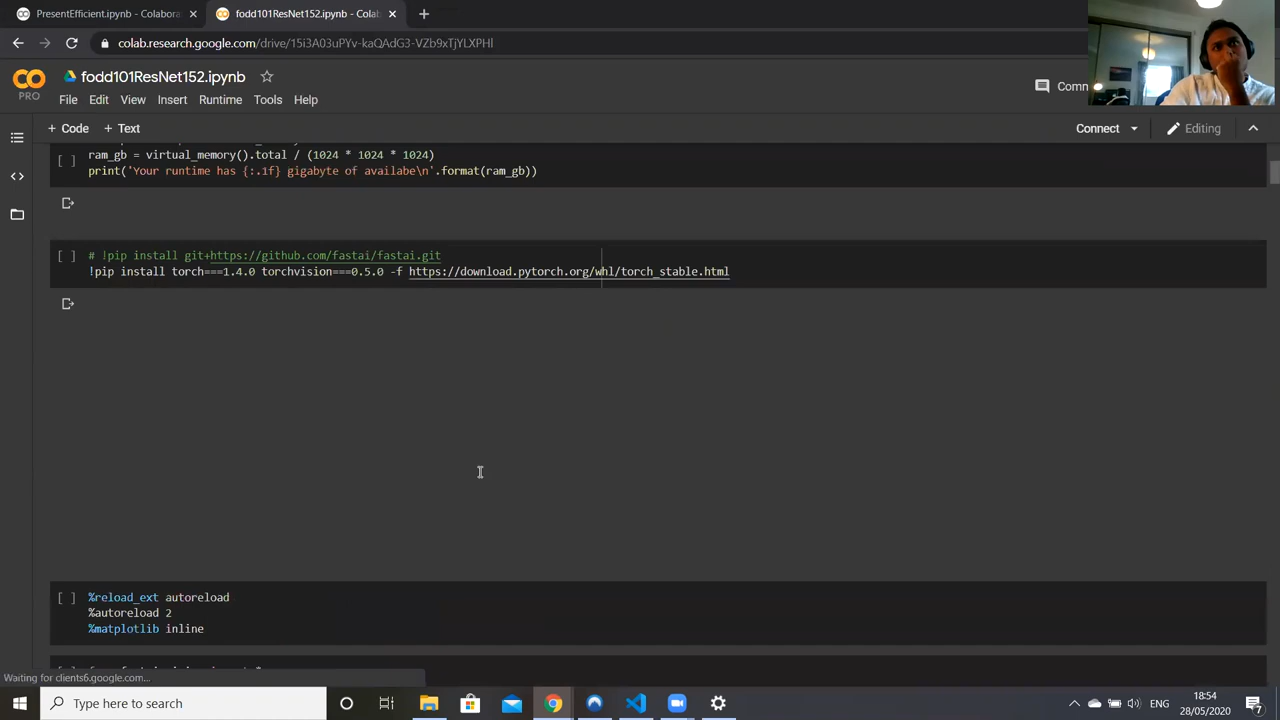 PresentEfficient.ipynb - Colabora
fodd101ResNet152.ipynb - Colab
colab.research.google.com/drive/15i3A03uPYv-kaQAdG3-VZb9xTjYLXPHl
fodd101ResNet152.ipynb
PRO
File Edit View Insert Runtime Tools Help
Comm
+ Code + Text
Connect
Editing
[ ] ram_gb = virtual_memory().total / (1024 * 1024 * 1024)
print('Your runtime has {:.1f} gigabyte of availabe\n'.format(ram_gb))
[ ] # !pip install git+https://github.com/fastai/fastai.git
!pip install torch===1.4.0 torchvision===0.5.0 -f https://download.pytorch.org/whl/torch_stable.html
[ ] %reload_ext autoreload
%autoreload 2
%matplotlib inline
Waiting for clients6.google.com...
Type here to search
ENG
18:54
28/05/2020
7